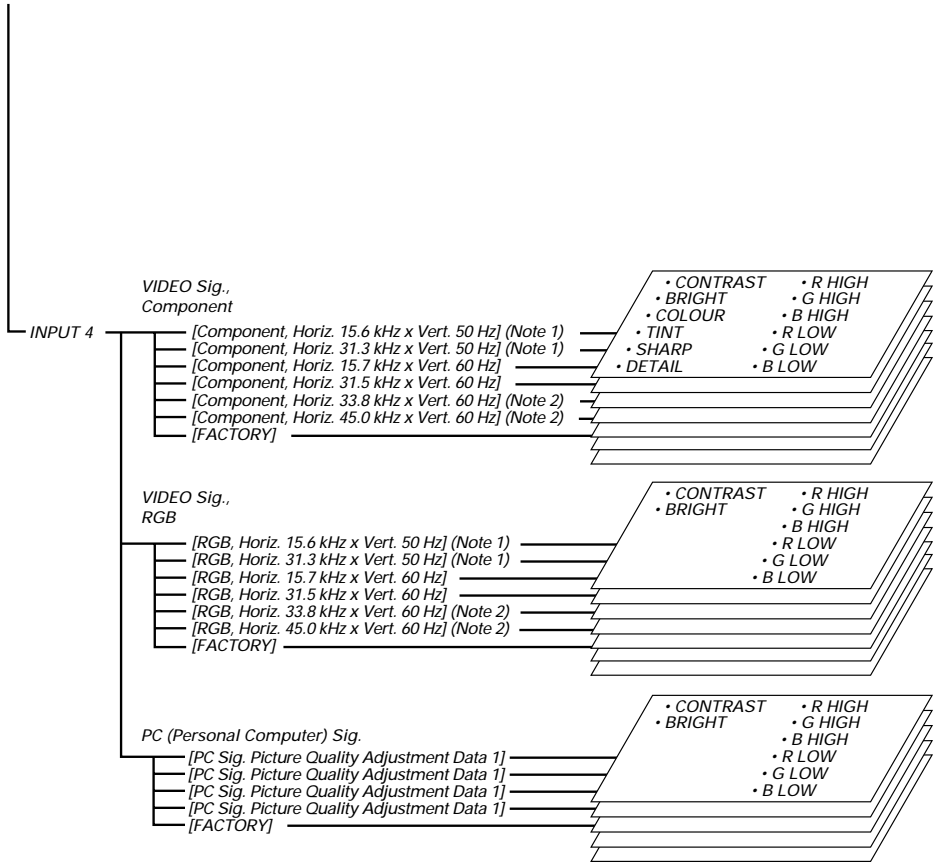 VIDEO Sig.,
Component
INPUT 4
[Component, Horiz. 15.6 kHz x Vert. 50 Hz] (Note 1)
[Component, Horiz. 31.3 kHz x Vert. 50 Hz] (Note 1)
[Component, Horiz. 15.7 kHz x Vert. 60 Hz]
[Component, Horiz. 31.5 kHz x Vert. 60 Hz]
[Component, Horiz. 33.8 kHz x Vert. 60 Hz] (Note 2)
[Component, Horiz. 45.0 kHz x Vert. 60 Hz] (Note 2)
[FACTORY]
• CONTRAST • R HIGH
• BRIGHT • G HIGH
• COLOUR • B HIGH
• TINT • R LOW
• SHARP • G LOW
• DETAIL • B LOW
VIDEO Sig.,
RGB
[RGB, Horiz. 15.6 kHz x Vert. 50 Hz] (Note 1)
[RGB, Horiz. 31.3 kHz x Vert. 50 Hz] (Note 1)
[RGB, Horiz. 15.7 kHz x Vert. 60 Hz]
[RGB, Horiz. 31.5 kHz x Vert. 60 Hz]
[RGB, Horiz. 33.8 kHz x Vert. 60 Hz] (Note 2)
[RGB, Horiz. 45.0 kHz x Vert. 60 Hz] (Note 2)
[FACTORY]
• CONTRAST • R HIGH
• BRIGHT • G HIGH
• B HIGH
• R LOW
• G LOW
• B LOW
PC (Personal Computer) Sig.
[PC Sig. Picture Quality Adjustment Data 1]
[PC Sig. Picture Quality Adjustment Data 1]
[PC Sig. Picture Quality Adjustment Data 1]
[PC Sig. Picture Quality Adjustment Data 1]
[FACTORY]
• CONTRAST • R HIGH
• BRIGHT • G HIGH
• B HIGH
• R LOW
• G LOW
• B LOW